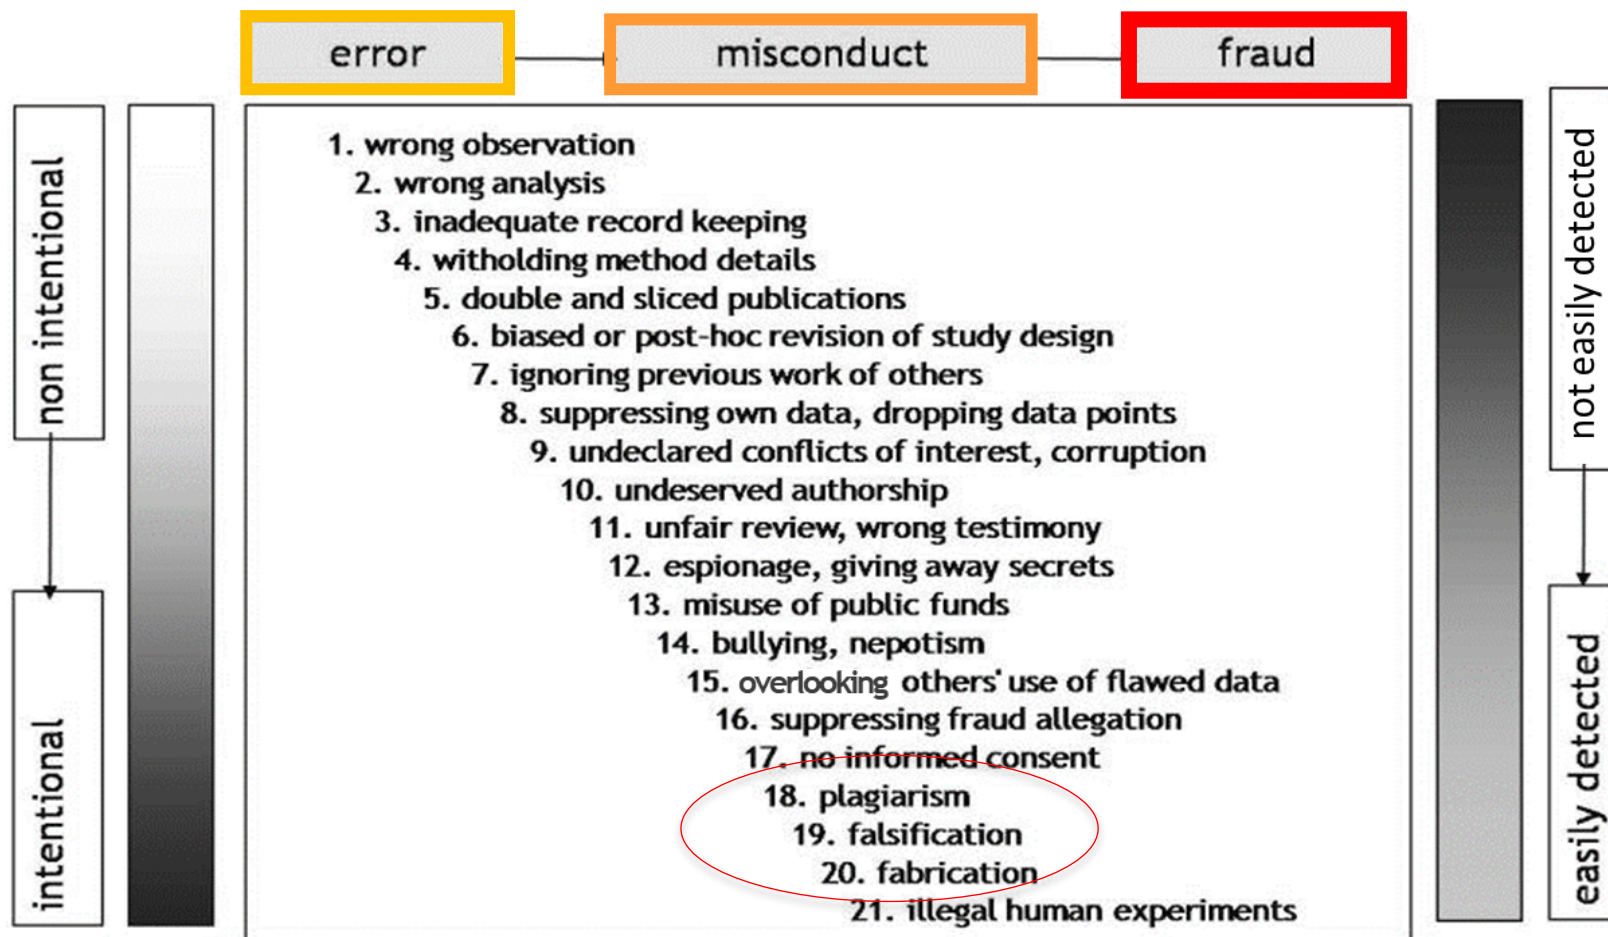 error
misconduct
fraud
non intentional
intentional
1. wrong observation
2. wrong analysis
3. inadequate record keeping
4. witholding method details
5. double and sliced publications
6. biased or post-hoc revision of study design
7. ignoring previous work of others
8. suppressing own data, dropping data points
9. undeclared conflicts of interest, corruption
10. undeserved authorship
11. unfair review, wrong testimony
12. espionage, giving away secrets
13. misuse of public funds
14. bullying, nepotism
15. overlooking others' use of flawed data
16. suppressing fraud allegation
17. no informed consent
18. plagiarism
19. falsification
20. fabrication
21. illegal human experiments
not easily detected
easily detected